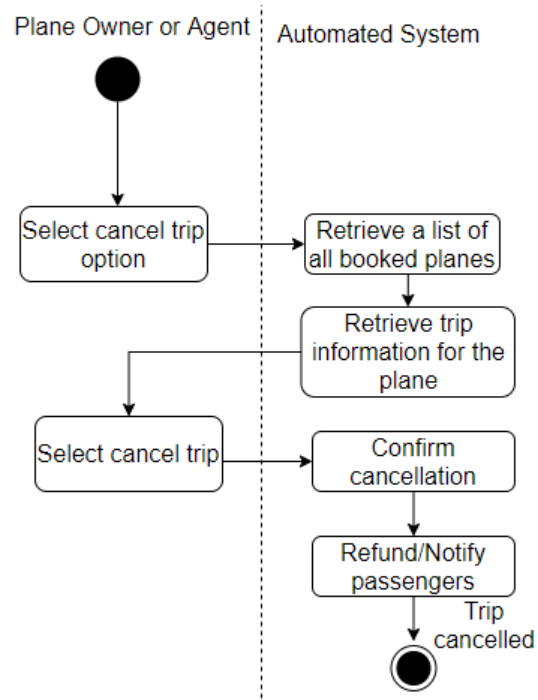 Plane Owner or Agent
Automated System
Select cancel trip
option
Retrieve a list of
all booked planes
Retrieve trip
information for the
plane
Select cancel trip
Confirm
cancellation
Refund/Notify
passengers
Trip
cancelled